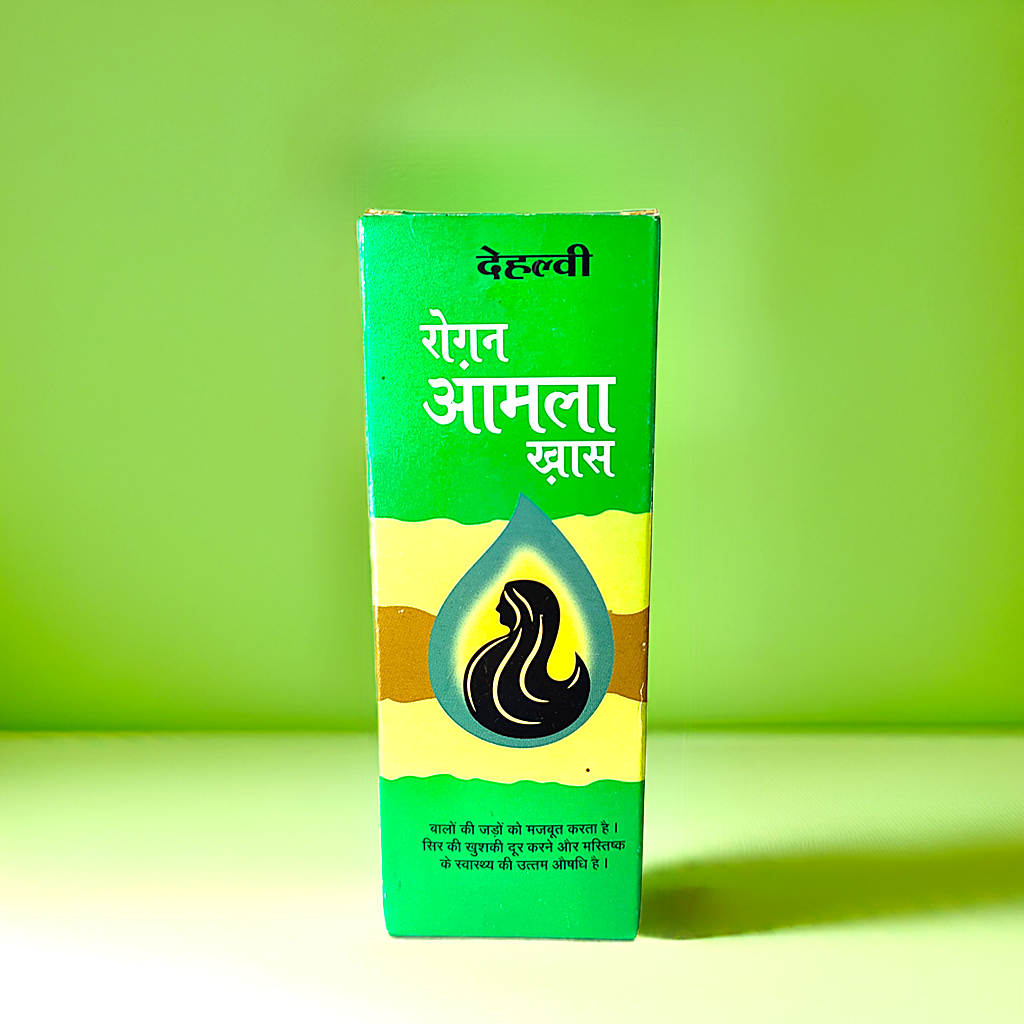 देहल्वी
रोग़न
आंमला
ख़ास
बालों की जड़ों को मजबूत करता है ।
सिर की खुशकी दूर करने और मस्तिष्क
के स्वास्थ्य की उत्तम औषधि है ।